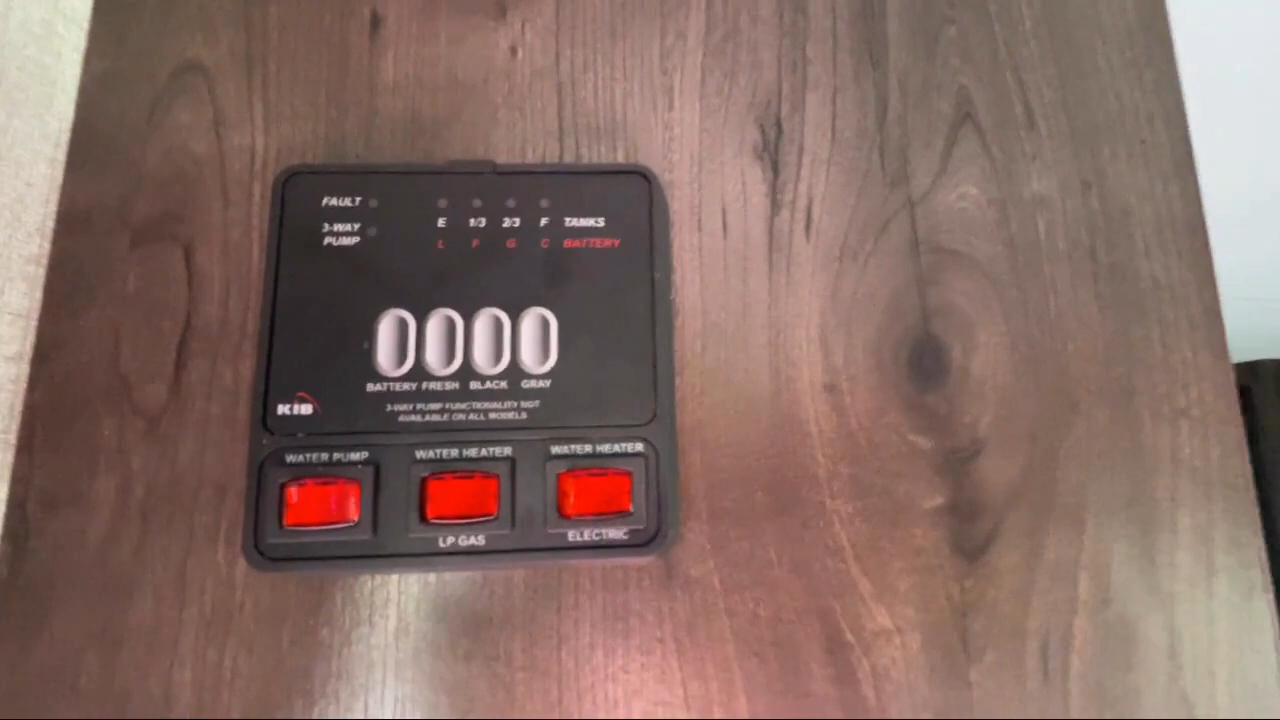 FAULT
E 1/3 2/3 F TANKS
3-WAY
PUMP
L F G C BATTERY
BATTERY FRESH BLACK GRAY
3-WAY PUMP FUNCTIONALITY NOT
AVAILABLE ON ALL MODELS
KIB
WATER PUMP
WATER HEATER
LP GAS
WATER HEATER
ELECTRIC